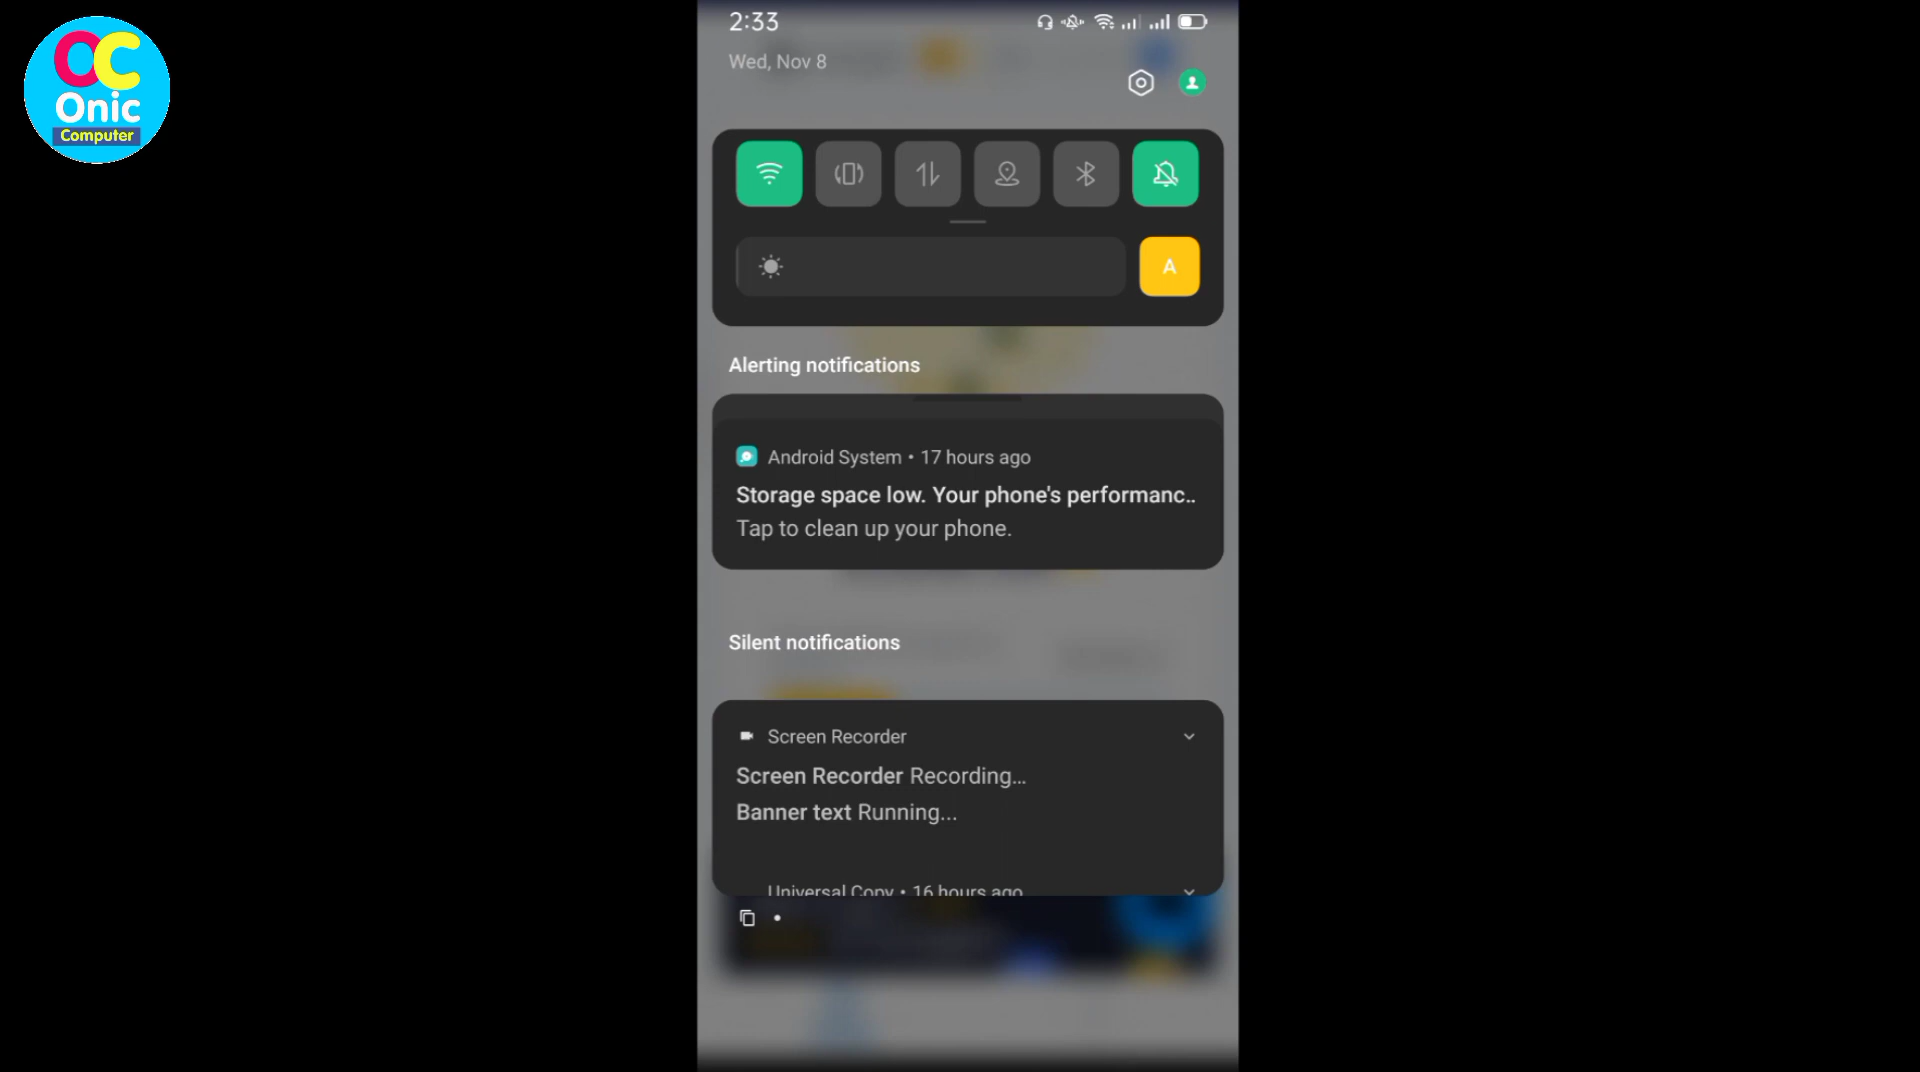 OC
Onic
Computer
2:33
Wed, Nov 8
A
Alerting notifications
Android System • 17 hours ago
Storage space low. Your phone's performanc..
Tap to clean up your phone.
Silent notifications
Screen Recorder
Screen Recorder Recording...
Banner text Running...
Universal Copy • 16 hours ago